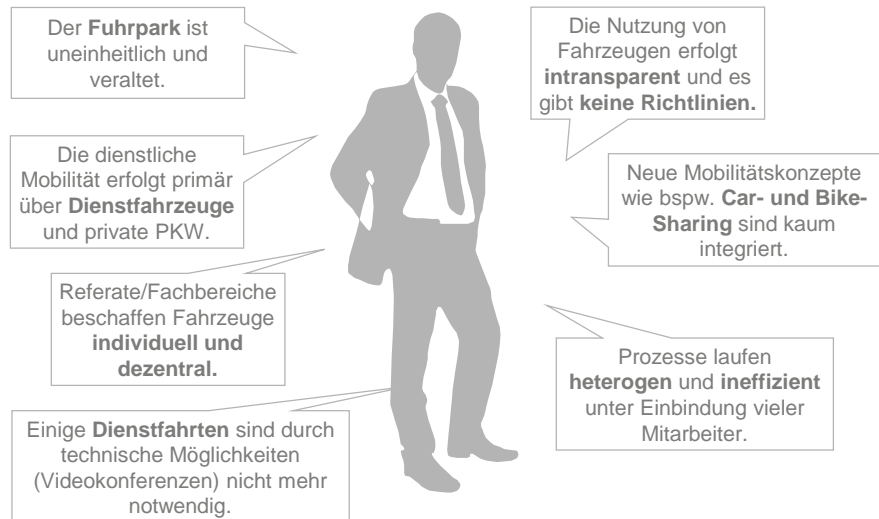 Der Fuhrpark ist
uneinheitlich und
veraltet.
Die dienstliche
Mobilität erfolgt primär
über Dienstfahrzeuge
und private PKW.
Referate/Fachbereiche
beschaffen Fahrzeuge
individuell und
dezentral.
Einige Dienstfahrten sind durch
technische Möglichkeiten
(Videokonferenzen) nicht mehr
notwendig.
Die Nutzung von
Fahrzeugen erfolgt
intransparent und es
gibt keine Richtlinien.
Neue Mobilitätskonzepte
wie bspw. Car- und Bike-
Sharing sind kaum
integriert.
Prozesse laufen
heterogen und ineffizient
unter Einbindung vieler
Mitarbeiter.